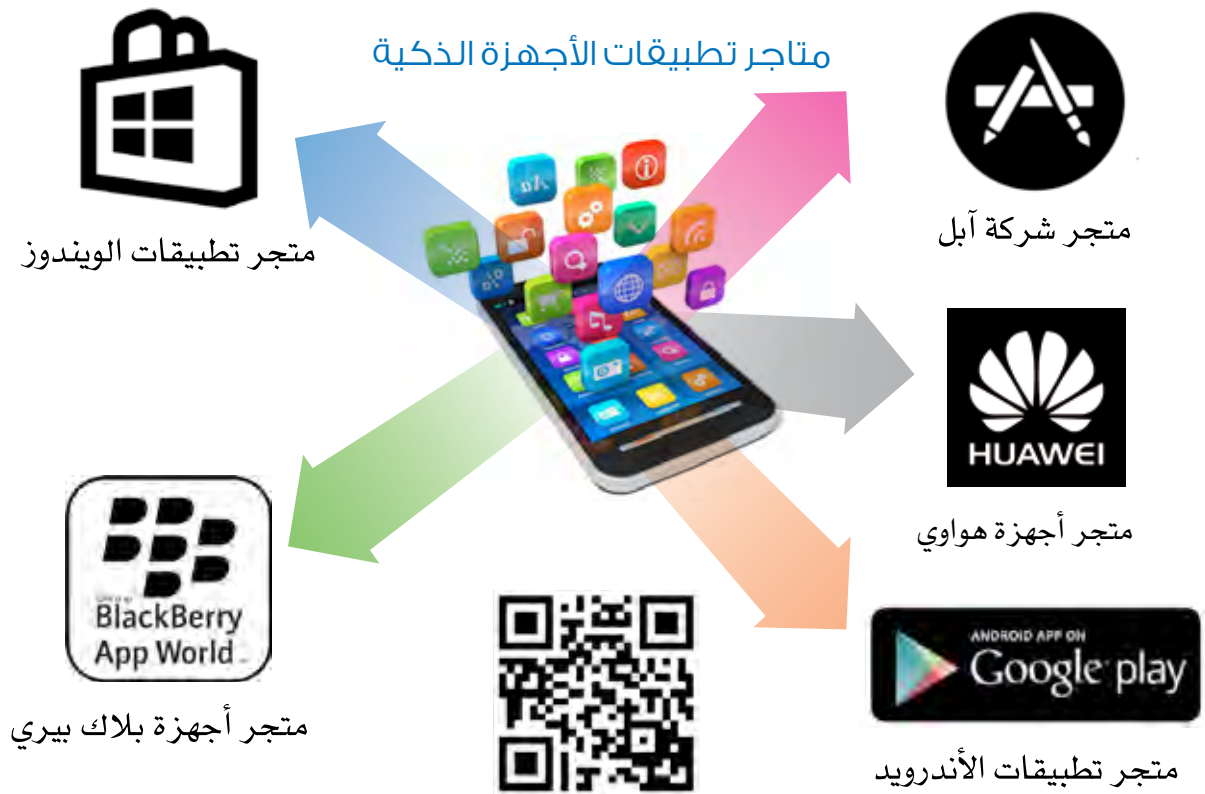 متاجر تطبيقات الأجهزة الذكية
متجر شركة آبل
متجر تطبيقات الويندوز
HUAWEI
متجر أجهزة هواوي
BlackBerry
App World
متجر أجهزة بلاك بيري
ANDROID APP ON
Google play
متجر تطبيقات الأندرويد